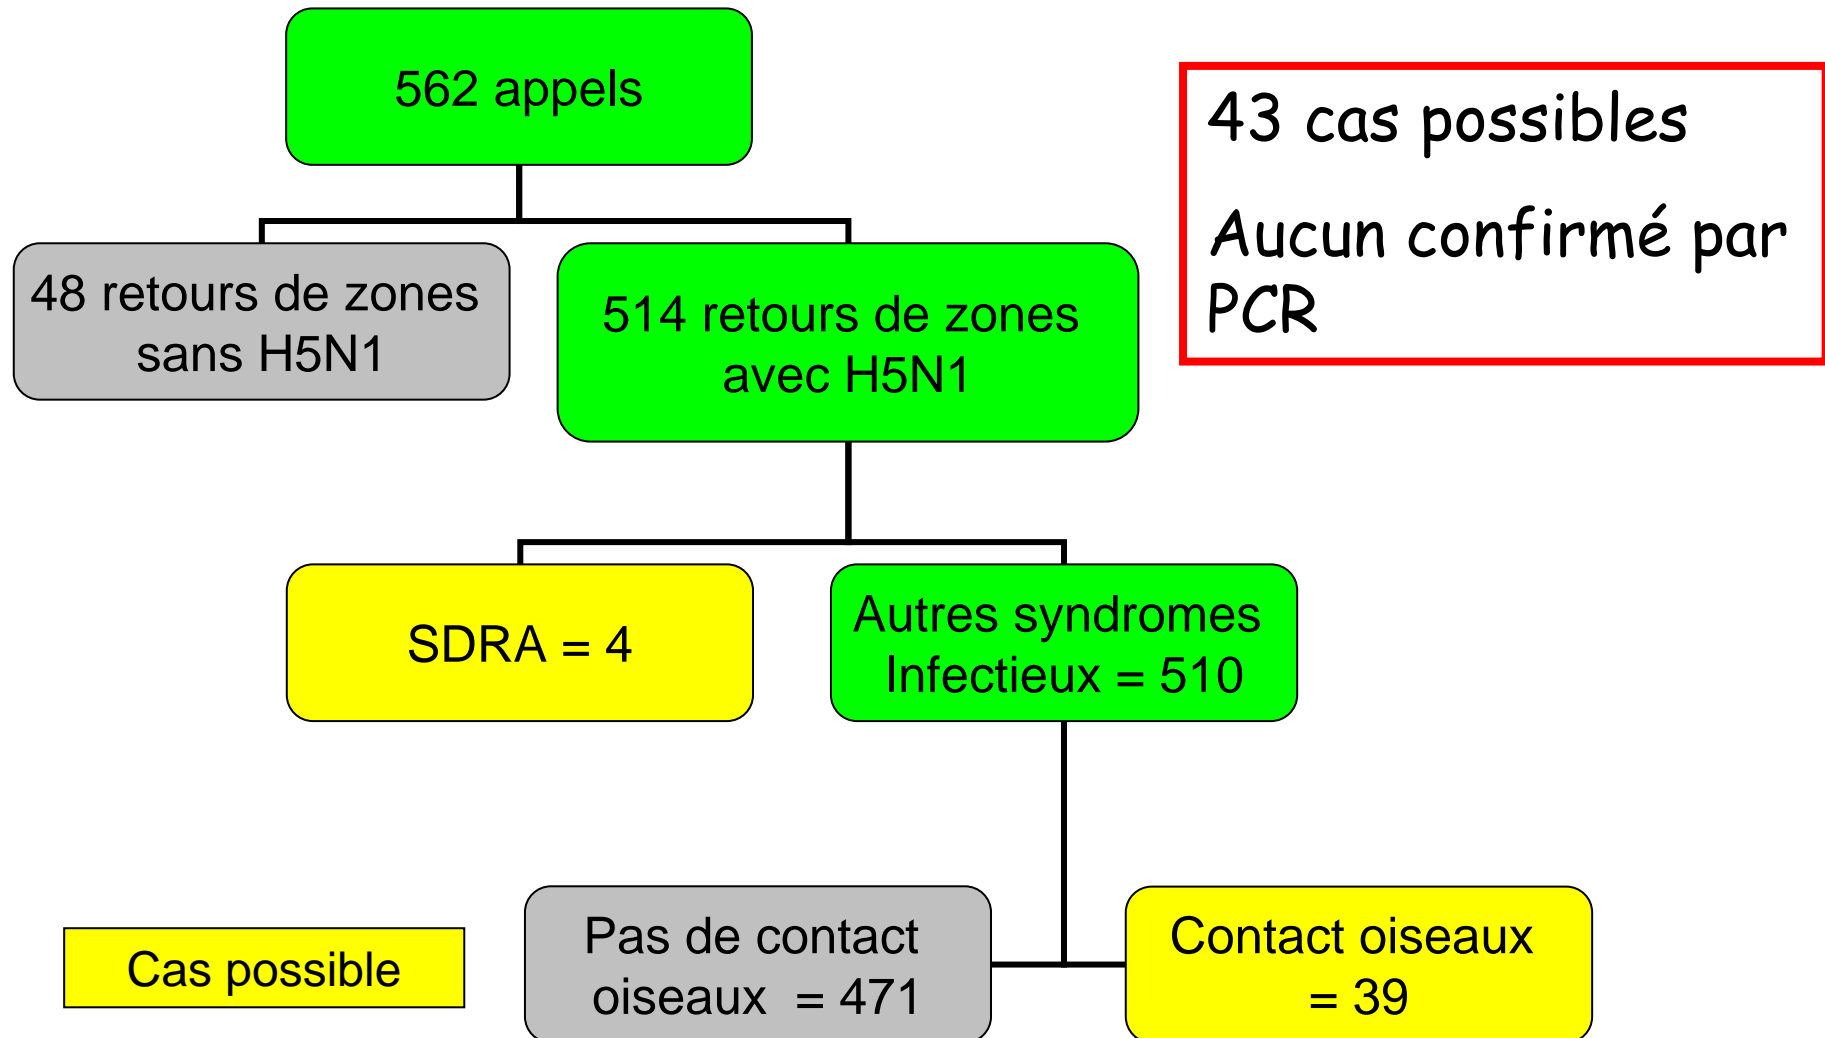 562 appels
43 cas possibles
Aucun confirmé par
PCR
48 retours de zones
sans H5N1
514 retours de zones
avec H5N1
SDRA = 4
Autres syndromes
Infectieux = 510
Cas possible
Pas de contact
oiseaux = 471
Contact oiseaux
= 39